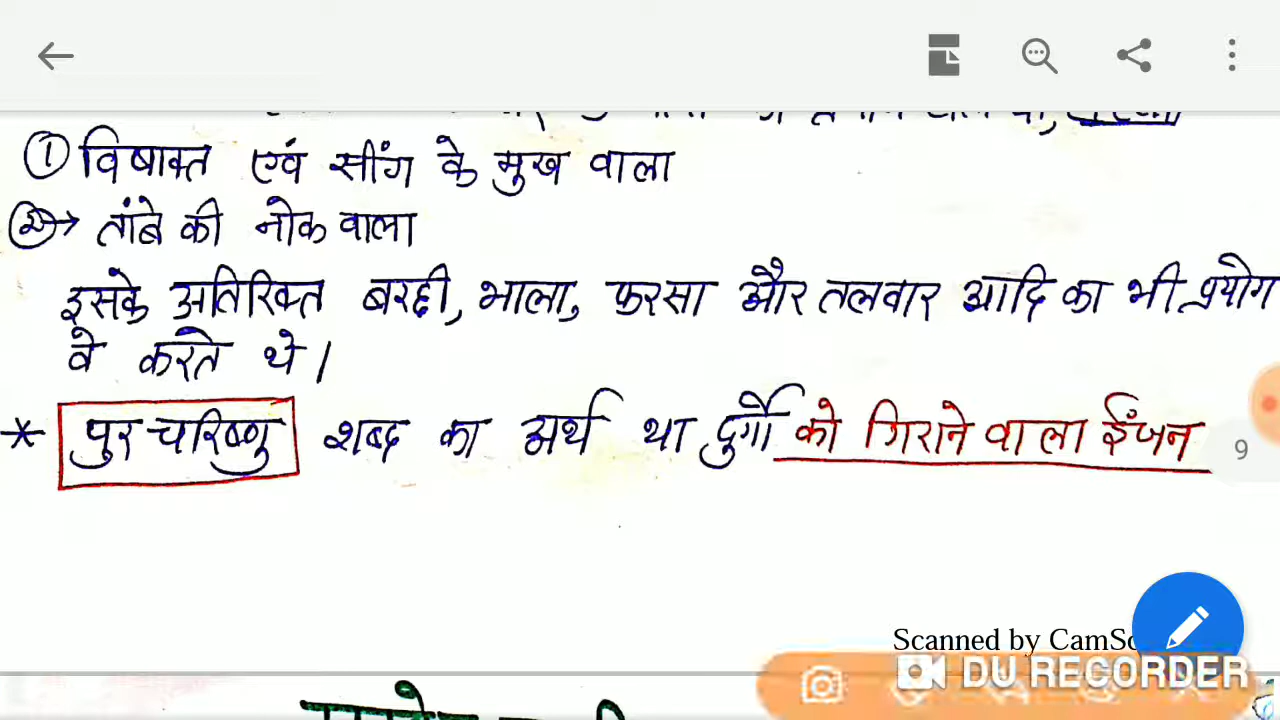 ① विषाक्त एवं सींग के मुख वाला
②→ तांबे की नोक वाला
इसके अतिरिक्त बरछी, भाला, फरसा और तलवार आदि का भी प्रयोग
वे करते थे।
* पुर चरिष्णु शब्द का अर्थ था दुर्गो को गिराने वाला इंजन
9
Scanned by CamSc
DU RECORDER